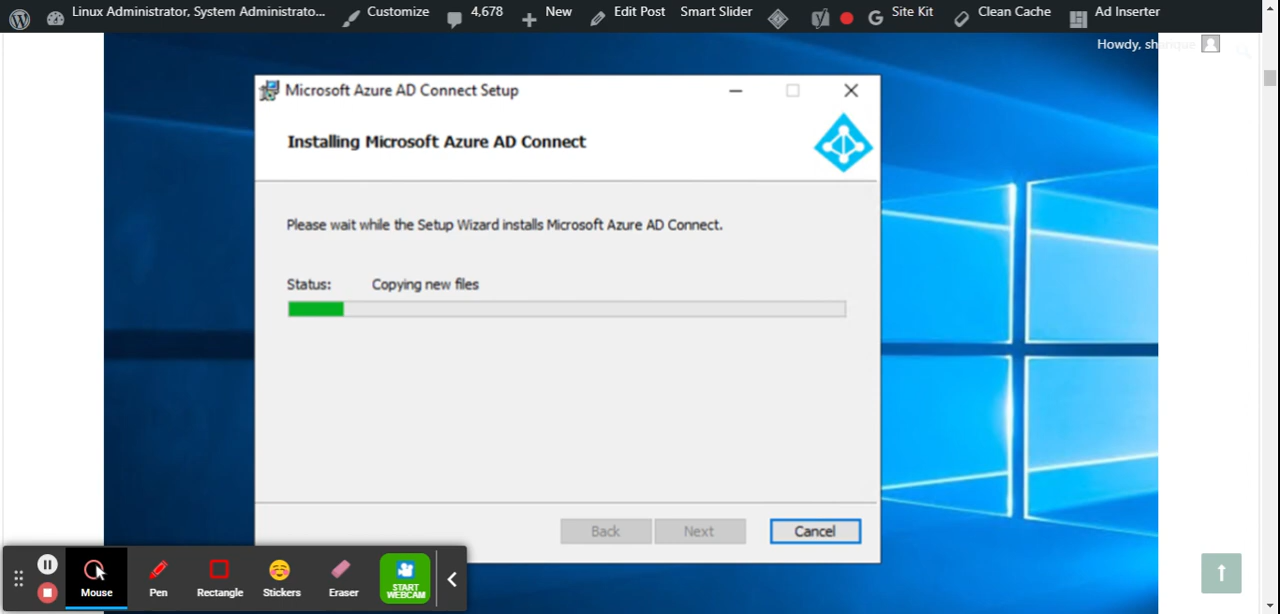 Linux Administrator, System Administrato... Customize 4,678 New Edit Post Smart Slider Site Kit Clean Cache Ad Inserter
Howdy,
Microsoft Azure AD Connect Setup
Installing Microsoft Azure AD Connect
Please wait while the Setup Wizard installs Microsoft Azure AD Connect.
Status: Copying new files
Back Next Cancel
Mouse Pen Rectangle Stickers Eraser START
WEBCAM